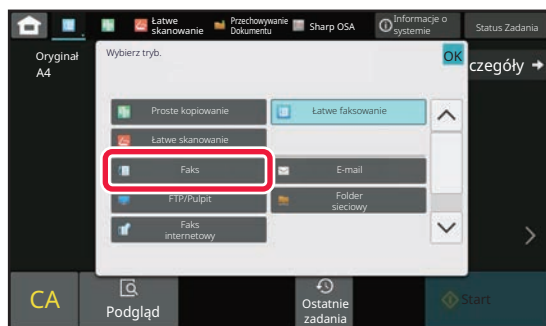 Łatwe skanowanie
Przechowywanie Dokumentu
Sharp OSA
Informacje o systemie
Status Zadania
Oryginał
A4
Wybierz tryb.
OK
czegóły
Proste kopiowanie
Łatwe faksowanie
Łatwe skanowanie
Faks
E-mail
FTP/Pulpit
Folder
sieciowy
Faks
internetowy
CA
Podgląd
Ostatnie
zadania
Start